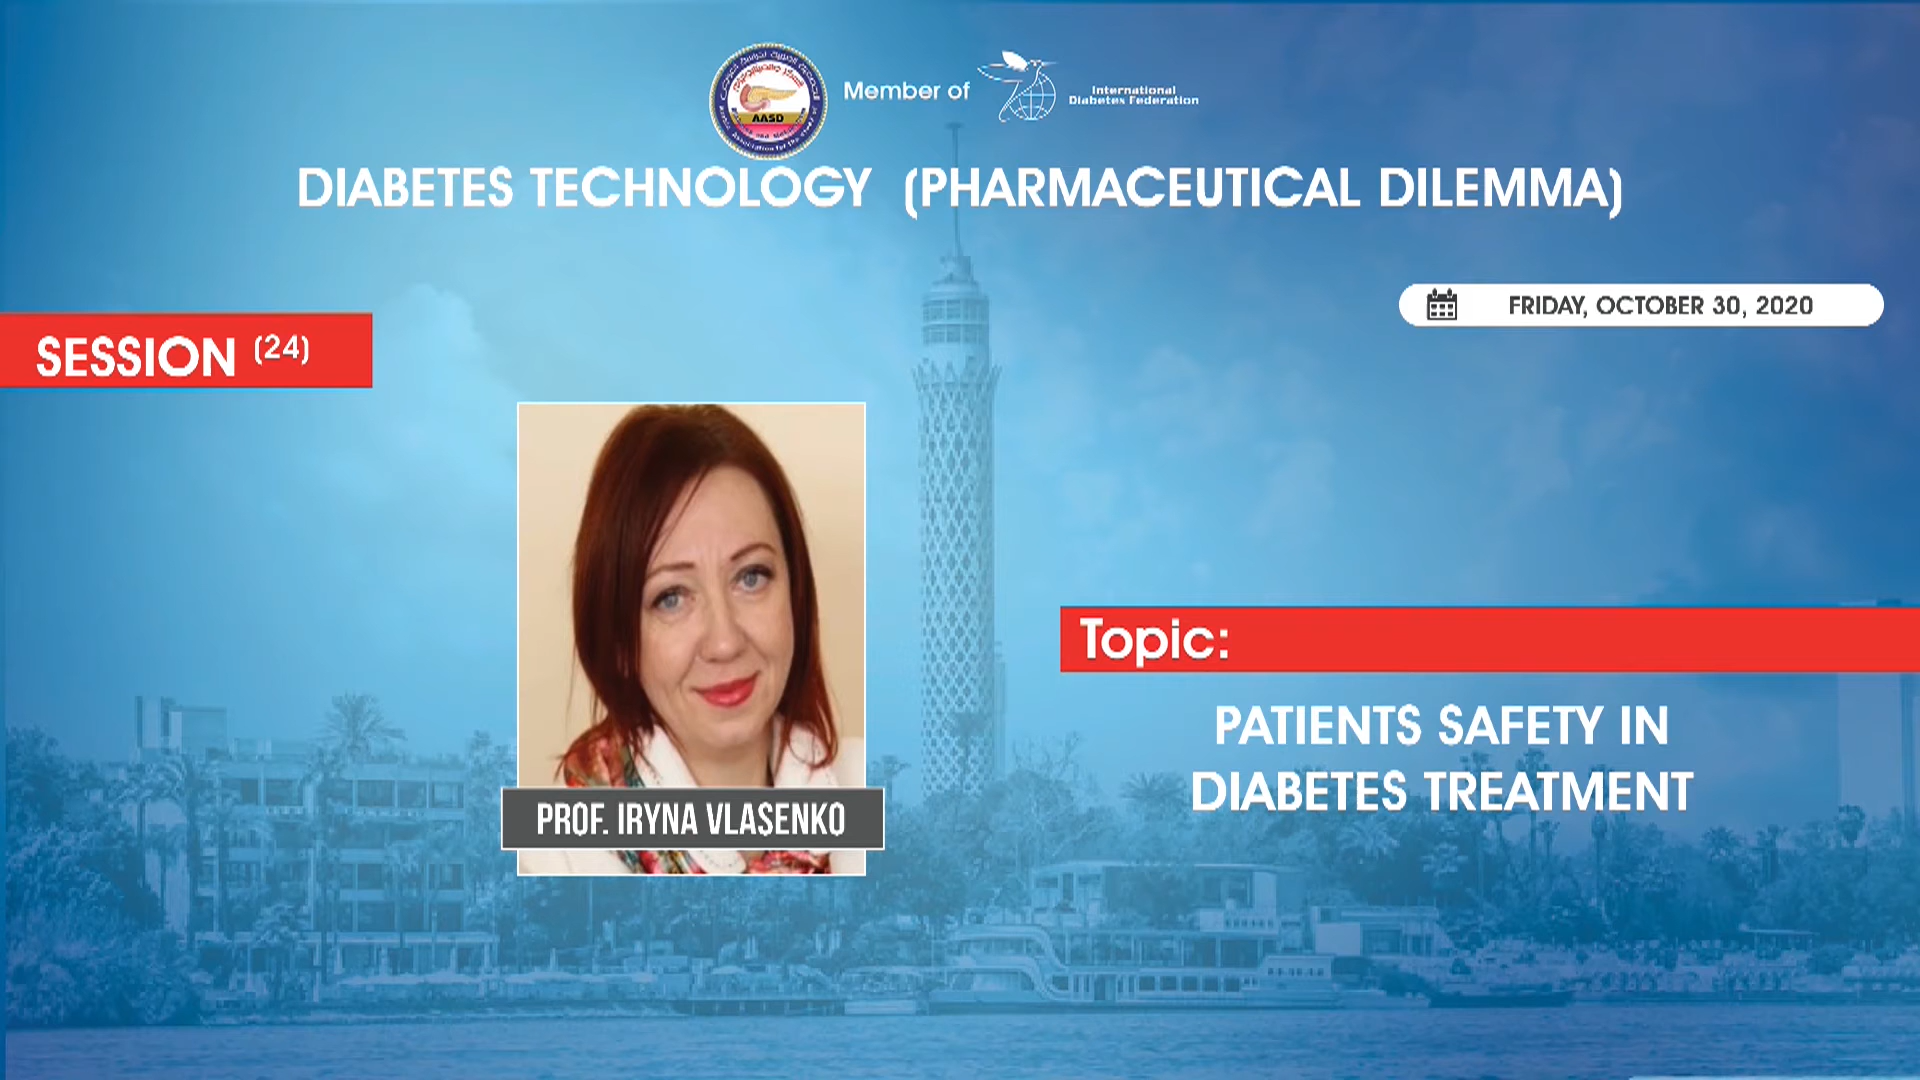 AASD
Member of
International
Diabetes Federation
DIABETES TECHNOLOGY (PHARMACEUTICAL DILEMMA)
FRIDAY, OCTOBER 30, 2020
SESSION (24)
Topic:
PATIENTS SAFETY IN
DIABETES TREATMENT
PROF. IRYNA VLASENKO